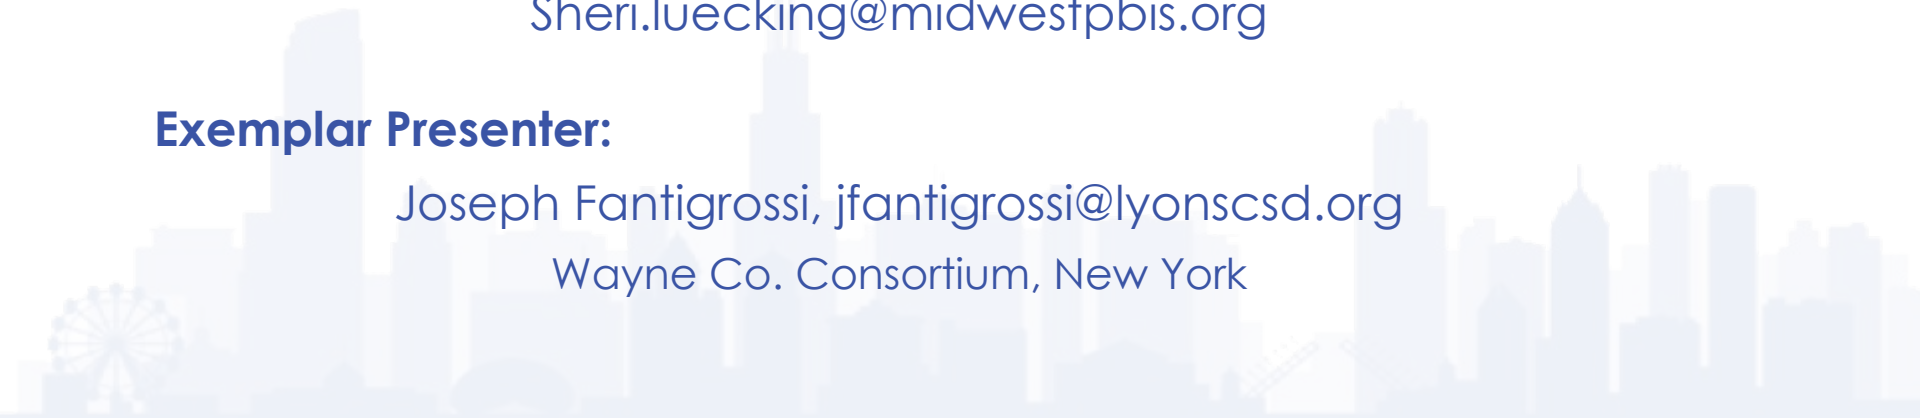 Sheri.luecking@midwestpbis.org
Exemplar Presenter:
Joseph Fantigrossi, jfantigrossi@lyonscsd.org
Wayne Co. Consortium, New York